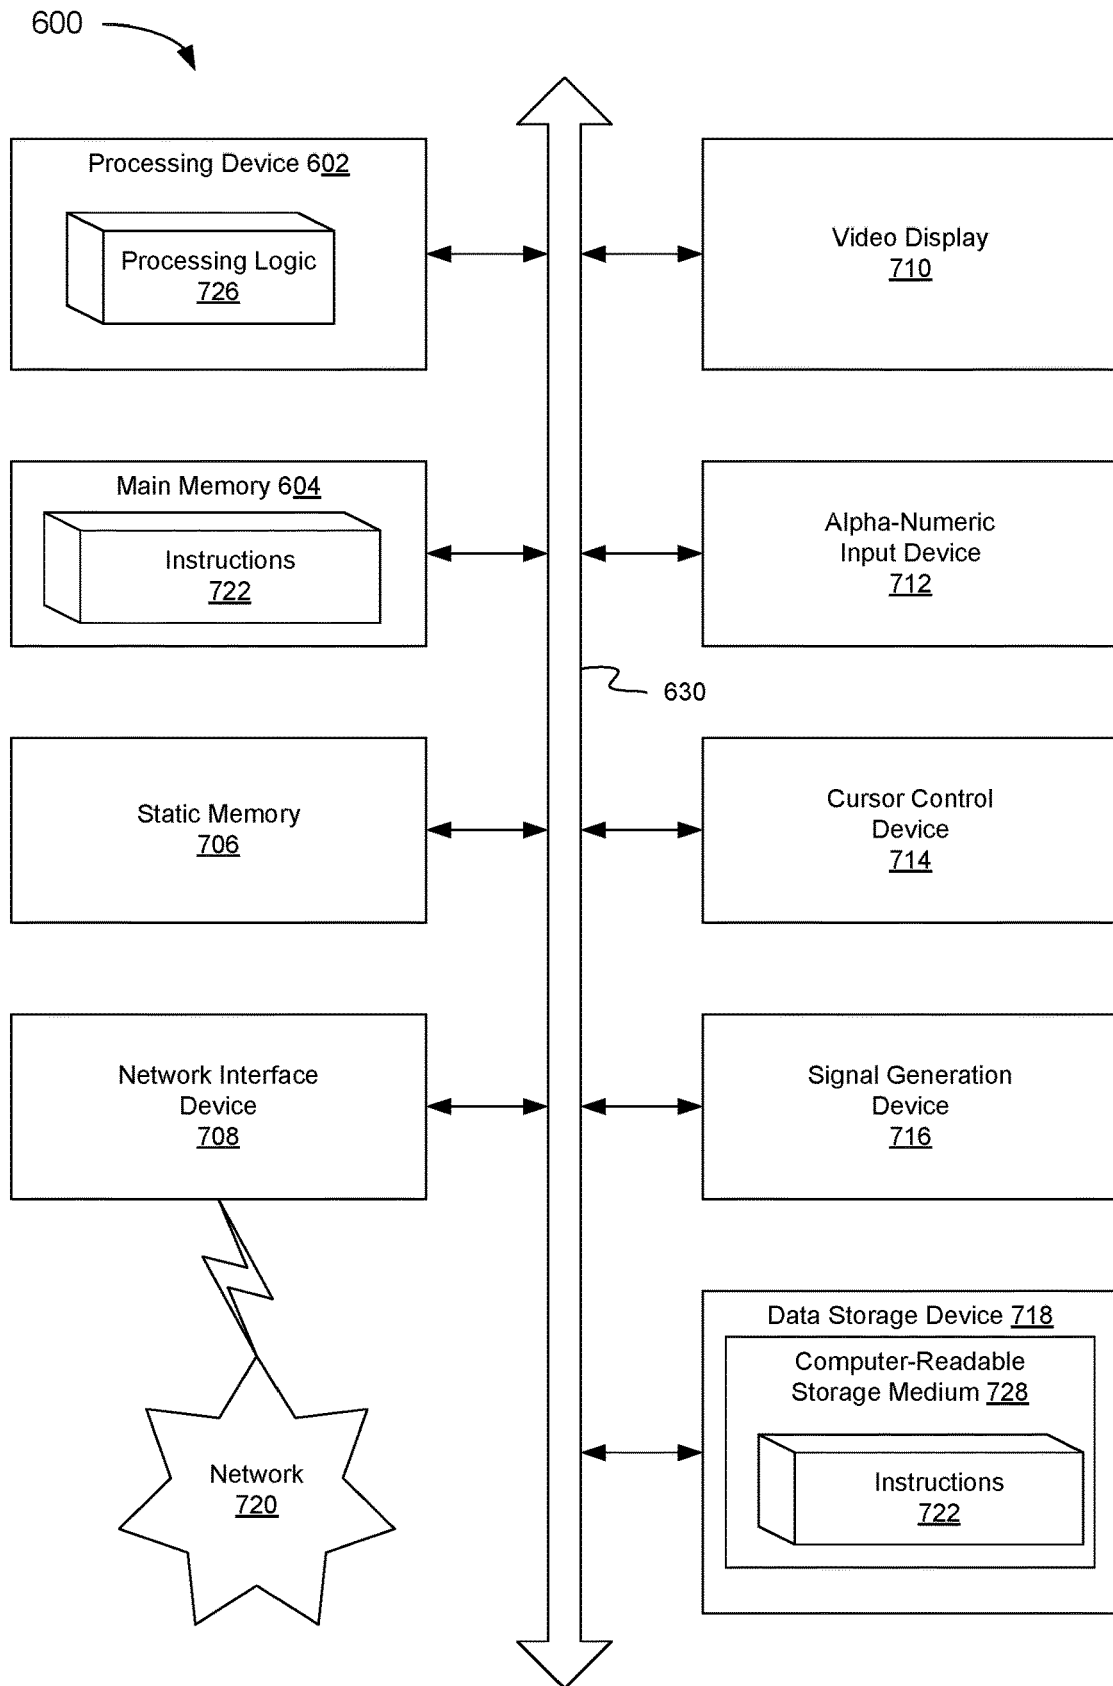 600
Processing Device 602
Processing Logic
726
Video Display
710
Main Memory 604
Instructions
722
Alpha-Numeric
Input Device
712
630
Static Memory
706
Cursor Control
Device
714
Network Interface
Device
708
Signal Generation
Device
716
Data Storage Device 718
Computer-Readable
Storage Medium 728
Instructions
722
Network
720